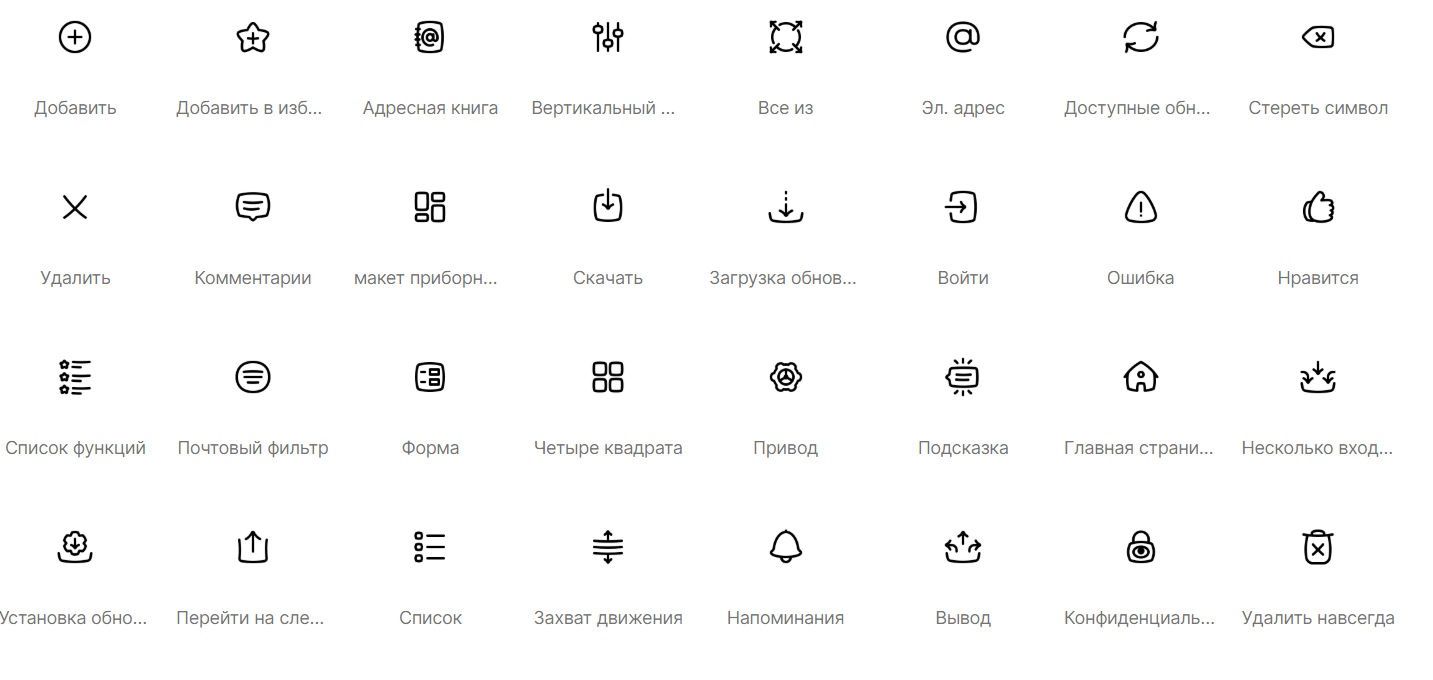 Добавить
Добавить в изб...
Адресная книга
Вертикальный ...
Все из
Эл. адрес
Доступные обн...
Стереть символ
Удалить
Комментарии
макет приборн...
Скачать
Загрузка обнов...
Войти
Ошибка
Нравится
Список функций
Почтовый фильтр
Форма
Четыре квадрата
Привод
Подсказка
Главная страни...
Несколько вход...
Установка обно...
Перейти на сле...
Список
Захват движения
Напоминания
Вывод
Конфиденциаль...
Удалить навсегда